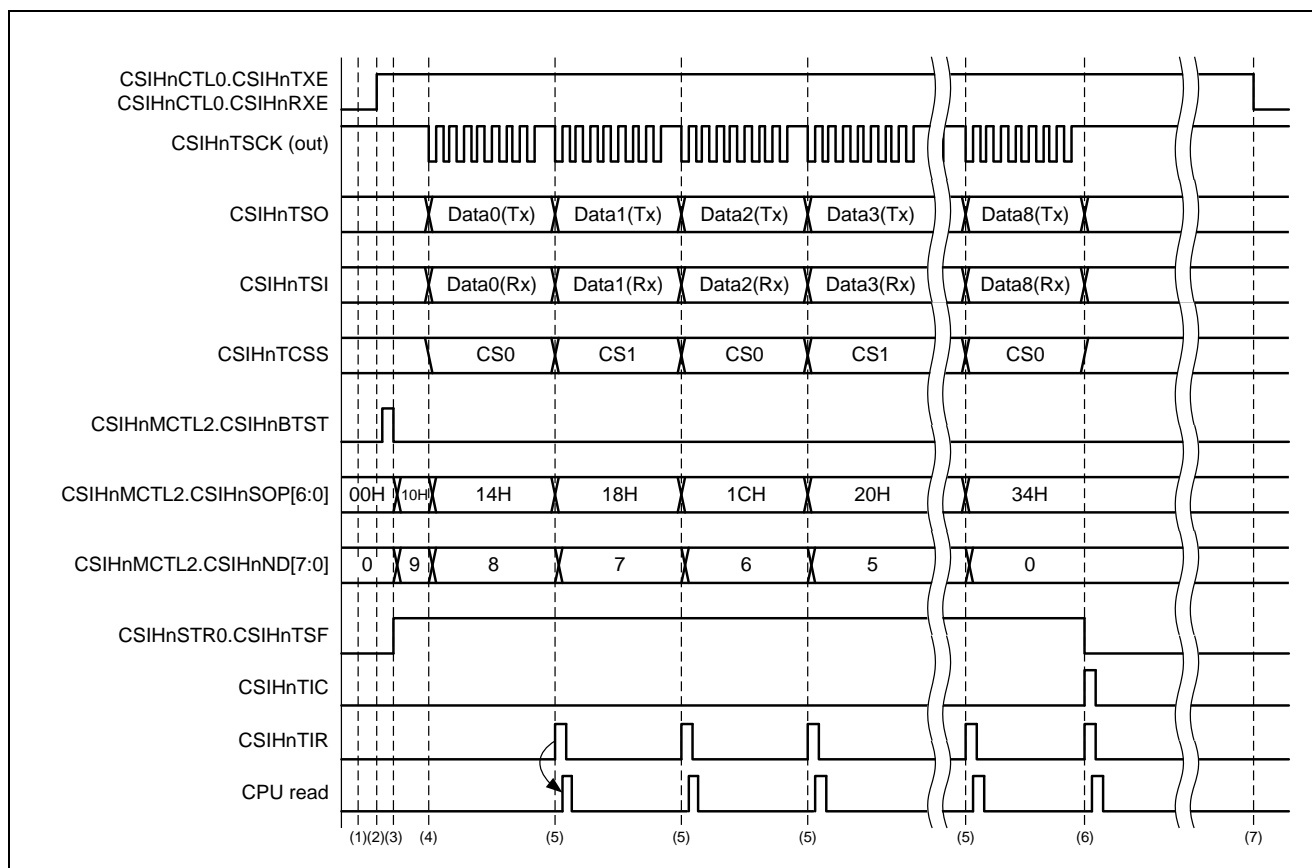 CSIHnCTL0.CSIHnTXE
CSIHnCTL0.CSIHnRXE
CSIHnTSCK (out)
CSIHnTSO Data0(Tx) Data1(Tx) Data2(Tx) Data3(Tx) Data8(Tx)
CSIHnTSI Data0(Rx) Data1(Rx) Data2(Rx) Data3(Rx) Data8(Rx)
CSIHnTCSS CS0 CS1 CS0 CS1 CS0
CSIHnMCTL2.CSIHnBTST
CSIHnMCTL2.CSIHnSOP[6:0] 00H 10H 14H 18H 1CH 20H 34H
CSIHnMCTL2.CSIHnND[7:0] 0 9 8 7 6 5 0
CSIHnSTR0.CSIHnTSF
CSIHnTIC
CSIHnTIR
CPU read
(1) (2) (3) (4) (5) (5) (5) (5) (6) (7)